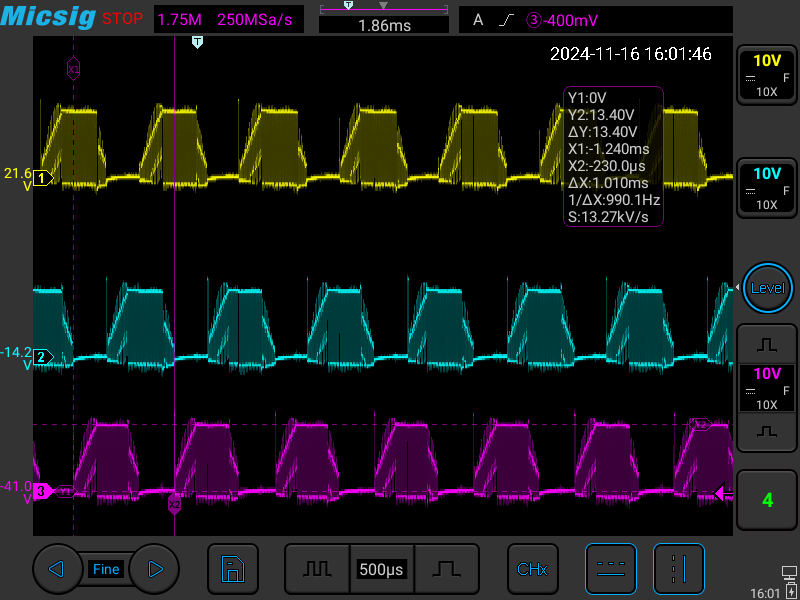 Micsig STOP 1.75M 250MSa/s T 1.86ms A 3 -400mV
T
2024-11-16 16:01:46
X1
10V
F
10X
Y1:0V
Y2:13.40V
ΔY:13.40V
X1:-1.240ms
X2:-230.0µs
ΔX:1.010ms
1/ΔX:990.1Hz
S:13.27kV/s
21.6
V
1
10V
F
10X
Level
-14.2
V
2
10V
F
10X
Y2
-41.0
V
3
Y1
X2
4
Fine
500µs
CHx
16:01